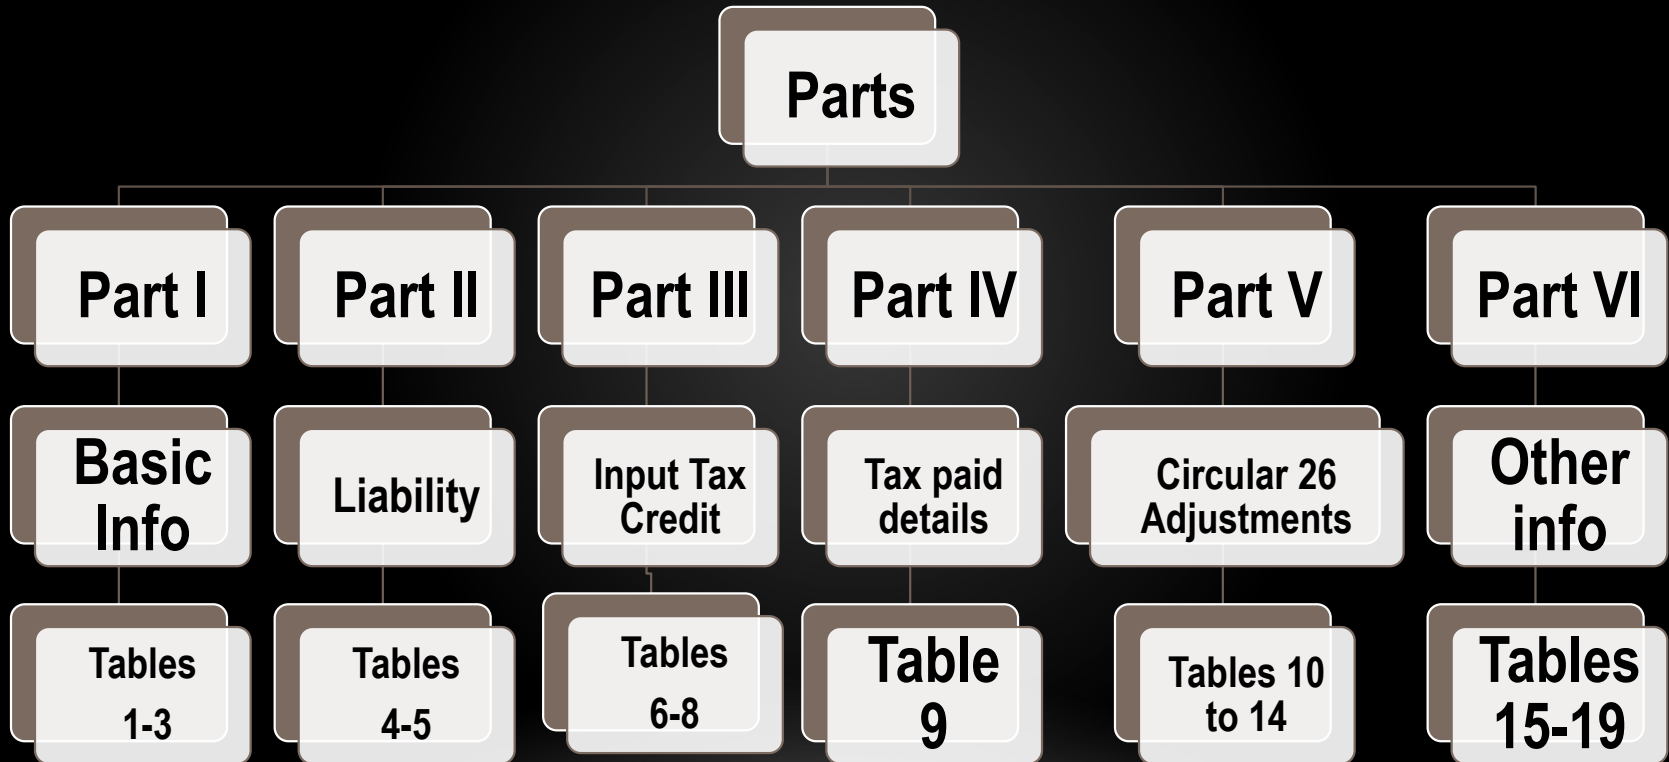 Parts
Part I
Part II
Part III
Part IV
Part V
Part VI
Basic
Info
Liability
Input Tax
Credit
Tax paid
details
Circular 26
Adjustments
Other
info
Tables
1-3
Tables
4-5
Tables
6-8
Table
9
Tables 10
to 14
Tables
15-19